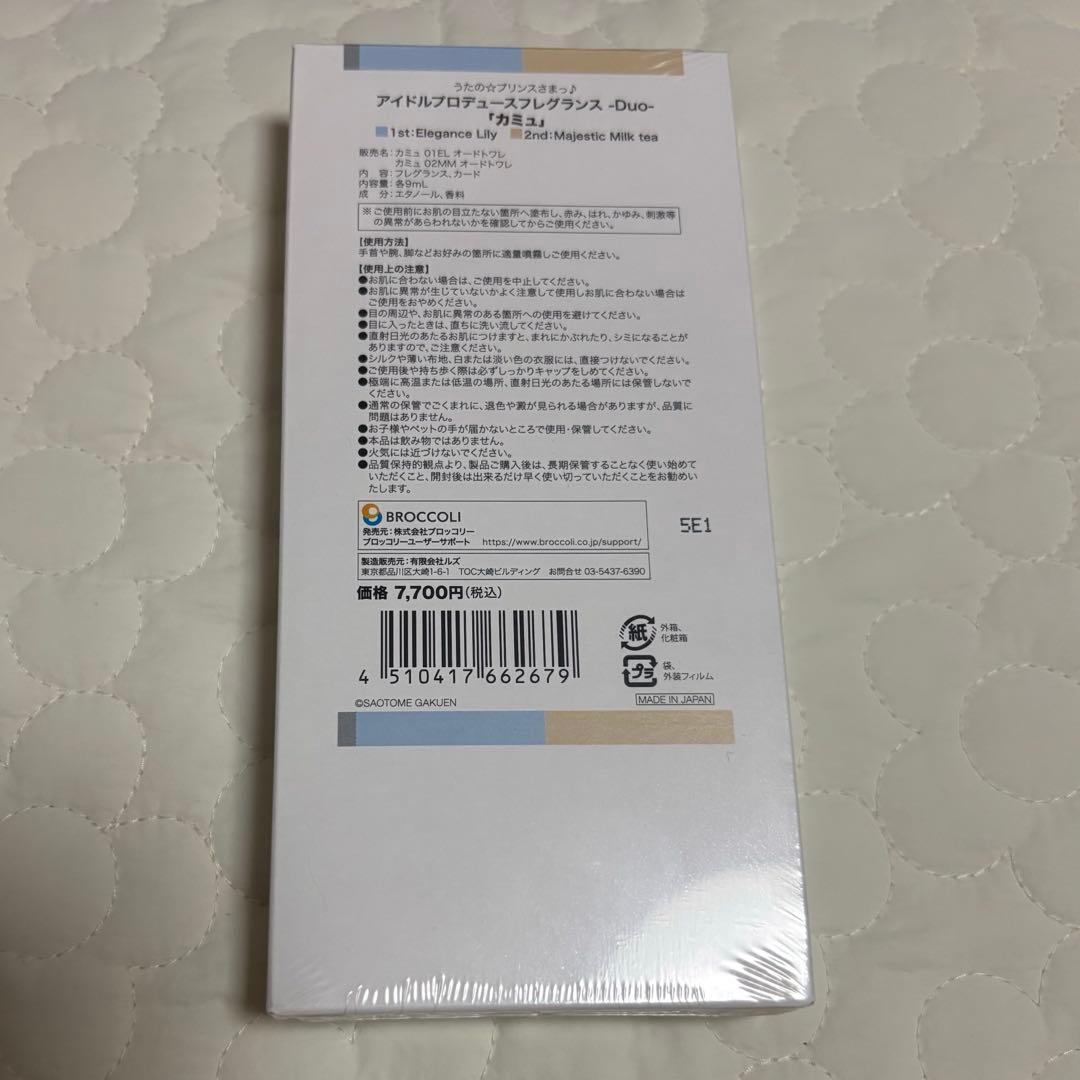 うたの☆プリンスさまっ♪
アイドルプロデュースフレグランス -Duo-
「カミュ」
1st:Elegance Lily 2nd:Majestic Milk tea
販売名:カミュ 01EL オードトワレ
カミュ 02MM オードトワレ
内 容:フレグランス、カード
内容量:各9mL
成 分:エタノール、香料
※ご使用前にお肌の目立たない箇所へ塗布し、赤み、はれ、かゆみ、刺激等
の異常があらわれないかを確認してからご使用ください。
【使用方法】
手首や腕、脚などお好みの箇所に適量噴霧しご使用ください。
【使用上の注意】
●お肌に合わない場合は、ご使用を中止してください。
●お肌に異常が生じていないかよく注意して使用しお肌に合わない場合は
ご使用をおやめください。
●目の周辺や、お肌に異常のある箇所への使用を避けてください。
●目に入ったときは、直ちに洗い流してください。
●直射日光のあたるお肌につけますと、まれにかぶれたり、シミになることが
ありますので、ご注意ください。
●シルクや薄い布地、白または淡い色の衣服には、直接つけないでください。
●ご使用後や持ち歩く際は必ずしっかりキャップをしめてください。
●極端に高温または低温の場所、直射日光のあたる場所には保管しないで
ください。
●通常の保管でごくまれに、退色や澱が見られる場合がありますが、品質に
問題はありません。
●お子様やペットの手が届かないところで使用・保管してください。
●本品は飲み物ではありません。
●火気には近づけないでください。
●品質保持的観点より、製品ご購入後は、長期保管することなく使い始めて
いただくこと、開封後は出来るだけ早く使い切っていただくことをお勧めい
たします。
BROCCOLI
発売元:株式会社ブロッコリー
ブロッコリーユーザーサポート https://www.broccoli.co.jp/support/
5E1
製造販売元:有限会社ルズ
東京都品川区大崎1-6-1 TOC大崎ビルディング お問合せ 03-5437-6390
価格 7,700円(税込)
紙 外箱、
化粧箱
プラ 袋、
外装フィルム
4 510417 662679
MADE IN JAPAN
©SAOTOME GAKUEN